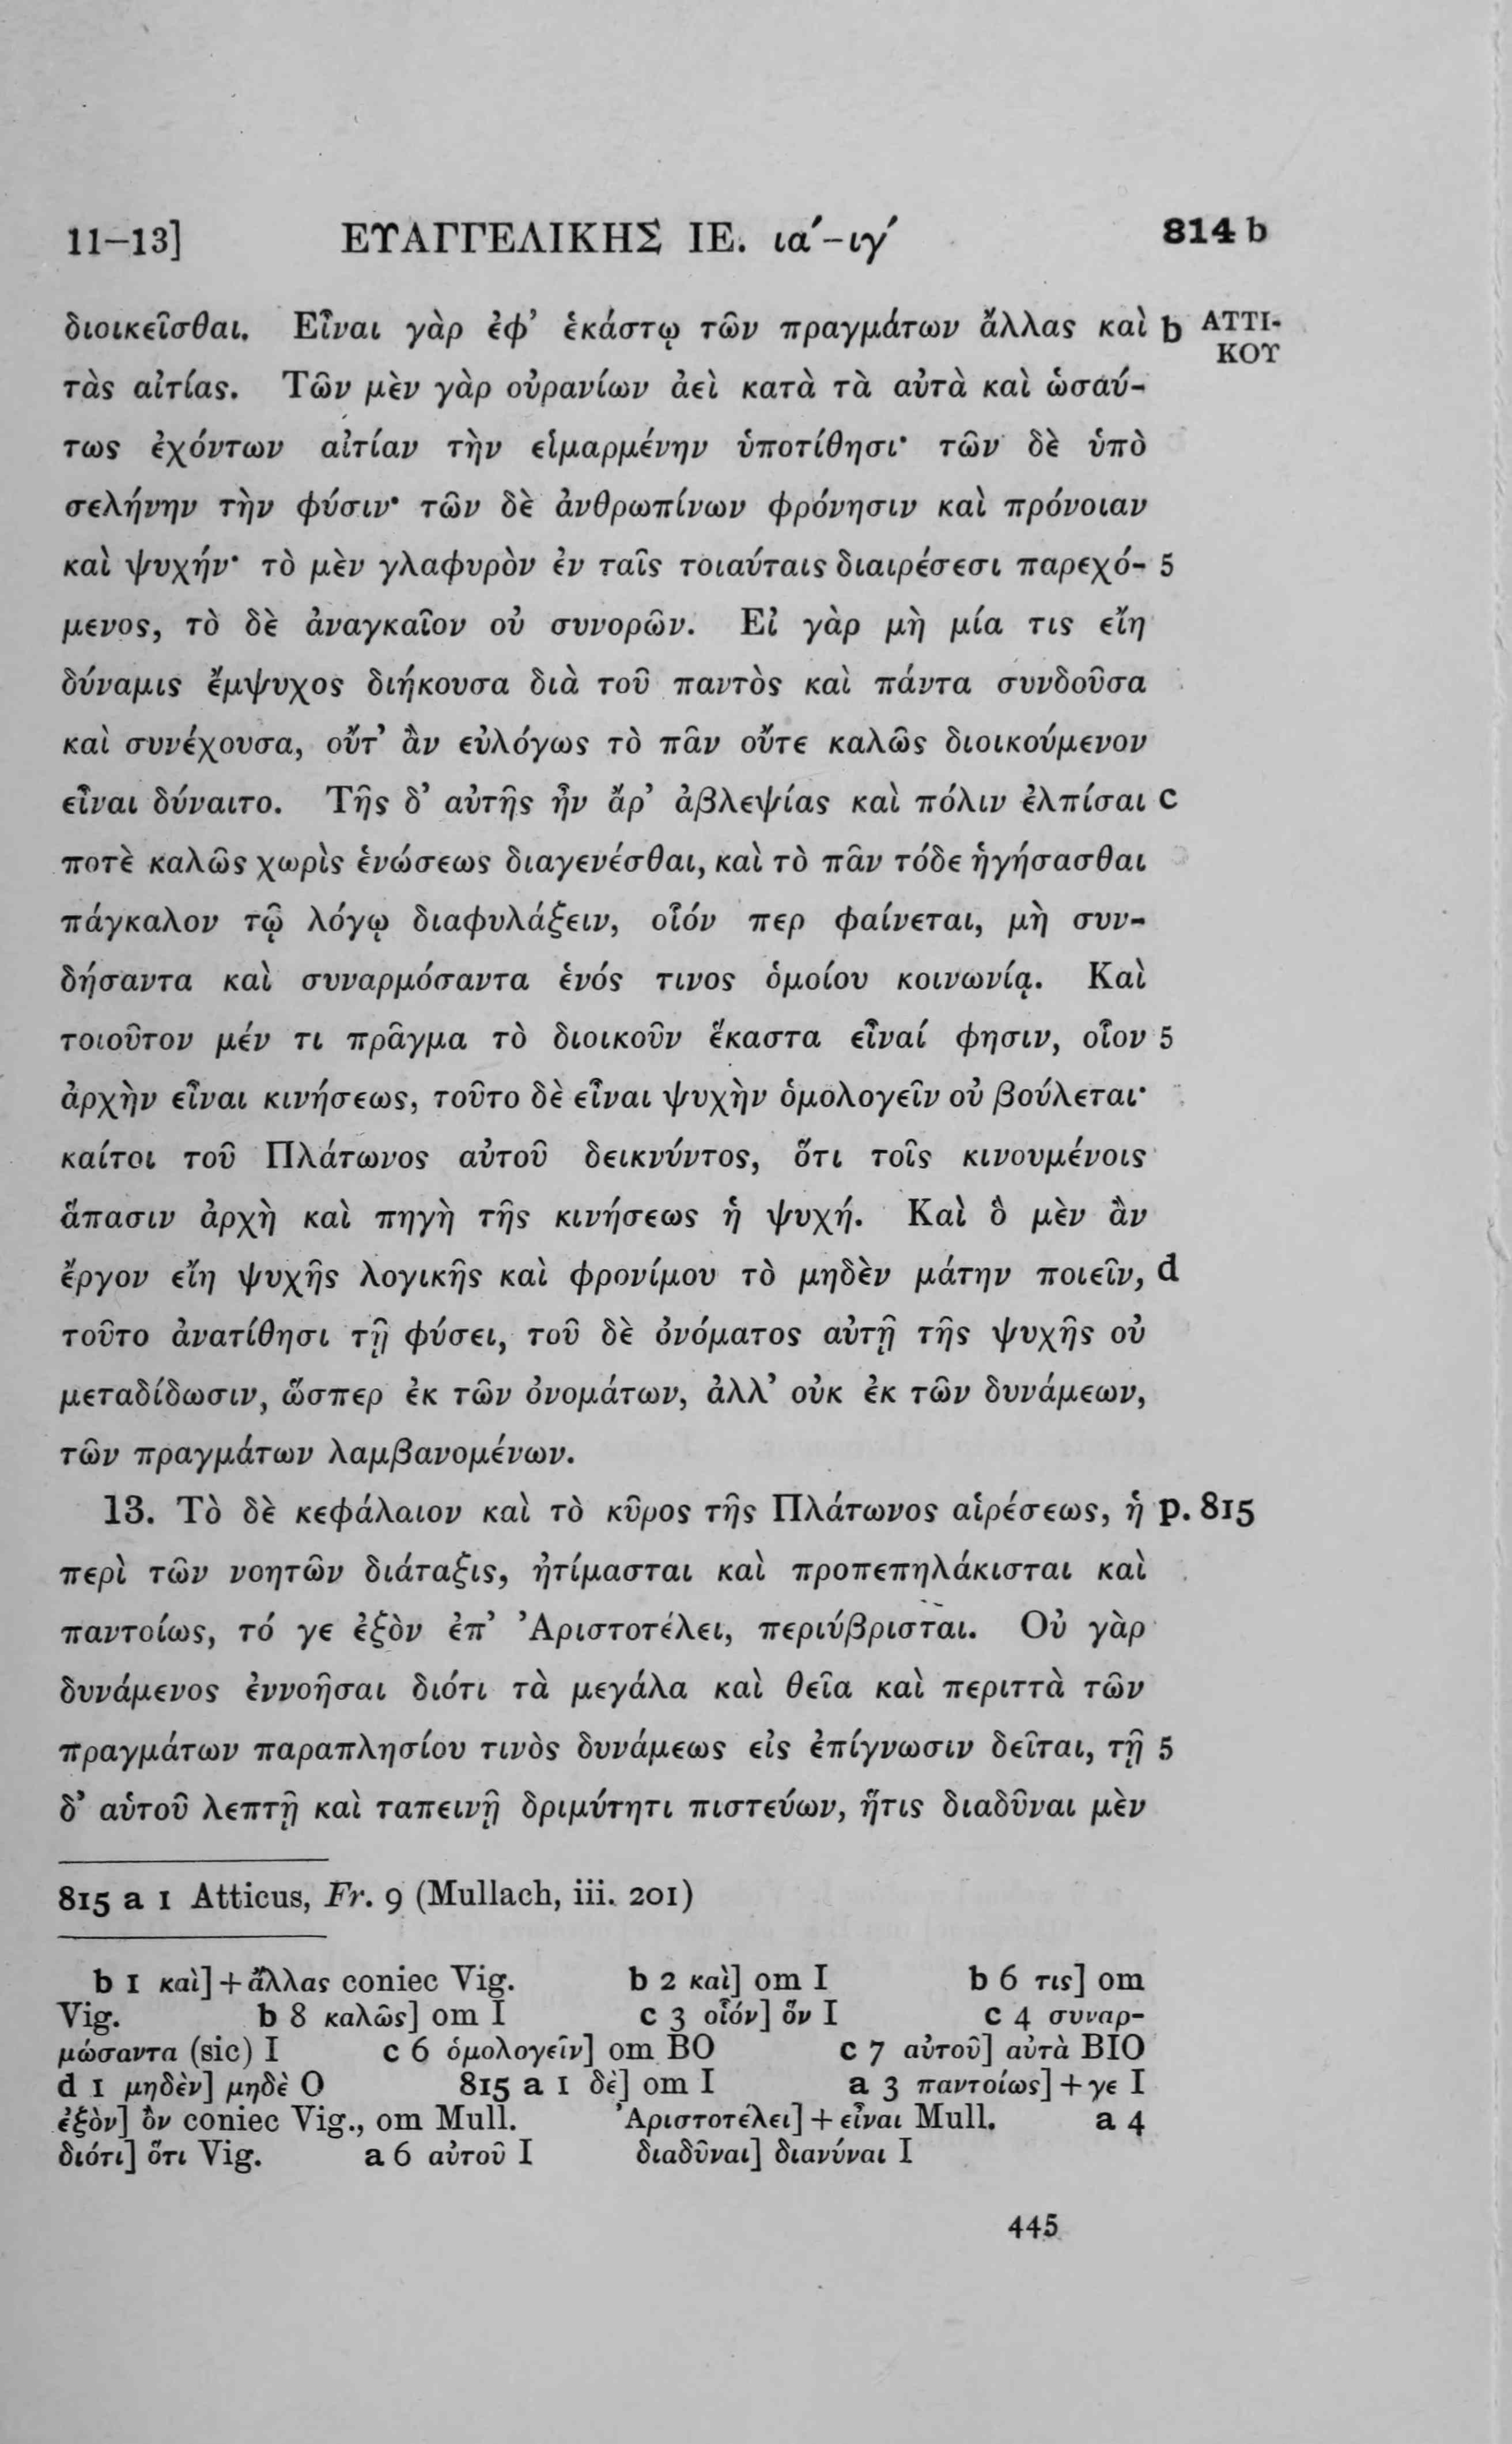 11–13] ΕΥΑΓΓΕΛΙΚΗΣ ΙΕ. ια´–ιγ´ 814 b
διοικεῖσθαι. Εἶναι γὰρ ἐφ’ ἑκάστῳ τῶν πραγμάτων ἄλλας καὶ b ΑΤΤΙ-
ΚΟΥ
τὰς αἰτίας. Τῶν μὲν γὰρ οὐρανίων ἀεὶ κατὰ τὰ αὐτὰ καὶ ὡσαύ-
τως ἐχόντων αἰτίαν τὴν εἱμαρμένην ὑποτίθησι· τῶν δὲ ὑπὸ
σελήνην τὴν φύσιν· τῶν δὲ ἀνθρωπίνων φρόνησιν καὶ πρόνοιαν
καὶ ψυχήν· τὸ μὲν γλαφυρὸν ἐν ταῖς τοιαύταις διαιρέσεσι παρεχό- 5
μενος, τὸ δὲ ἀναγκαῖον οὐ συνορῶν. Εἰ γὰρ μὴ μία τις εἴη
δύναμις ἔμψυχος διήκουσα διὰ τοῦ παντὸς καὶ πάντα συνδοῦσα
καὶ συνέχουσα, οὔτ’ ἂν εὐλόγως τὸ πᾶν οὔτε καλῶς διοικούμενον
εἶναι δύναιτο. Τῆς δ’ αὐτῆς ἦν ἄρ’ ἀβλεψίας καὶ πόλιν ἐλπίσαι c
ποτὲ καλῶς χωρὶς ἑνώσεως διαγενέσθαι, καὶ τὸ πᾶν τόδε ἡγήσασθαι
πάγκαλον τῷ λόγῳ διαφυλάξειν, οἷόν περ φαίνεται, μὴ συν-
δήσαντα καὶ συναρμόσαντα ἑνός τινος ὁμοίου κοινωνίᾳ. Καὶ
τοιοῦτον μέν τι πρᾶγμα τὸ διοικοῦν ἕκαστα εἶναί φησιν, οἷον 5
ἀρχὴν εἶναι κινήσεως, τοῦτο δὲ εἶναι ψυχὴν ὁμολογεῖν οὐ βούλεται·
καίτοι τοῦ Πλάτωνος αὐτοῦ δεικνύντος, ὅτι τοῖς κινουμένοις
ἅπασιν ἀρχὴ καὶ πηγὴ τῆς κινήσεως ἡ ψυχή. Καὶ ὃ μὲν ἂν
ἔργον εἴη ψυχῆς λογικῆς καὶ φρονίμου τὸ μηδὲν μάτην ποιεῖν, d
τοῦτο ἀνατίθησι τῇ φύσει, τοῦ δὲ ὀνόματος αὐτῇ τῆς ψυχῆς οὐ
μεταδίδωσιν, ὥσπερ ἐκ τῶν ὀνομάτων, ἀλλ’ οὐκ ἐκ τῶν δυνάμεων,
τῶν πραγμάτων λαμβανομένων.
13. Τὸ δὲ κεφάλαιον καὶ τὸ κῦρος τῆς Πλάτωνος αἱρέσεως, ἡ p. 815
περὶ τῶν νοητῶν διάταξις, ἠτίμασται καὶ προπεπηλάκισται καὶ
παντοίως, τό γε ἐξὸν ἐπ’ Ἀριστοτέλει, περιύβρισται. Οὐ γὰρ
δυνάμενος ἐννοῆσαι διότι τὰ μεγάλα καὶ θεῖα καὶ περιττὰ τῶν
πραγμάτων παραπλησίου τινὸς δυνάμεως εἰς ἐπίγνωσιν δεῖται, τῇ 5
δ’ αὑτοῦ λεπτῇ καὶ ταπεινῇ δριμύτητι πιστεύων, ἥτις διαδῦναι μὲν
815 a 1 Atticus, Fr. 9 (Mullach, iii. 201)
b 1 καὶ] + ἄλλας coniec Vig. b 2 καὶ] om I b 6 τις] om
Vig. b 8 καλῶς] om I c 3 οἷόν] ὃν I c 4 συναρ-
μώσαντα (sic) I c 6 ὁμολογεῖν] om BO c 7 αὐτοῦ] αὐτὰ BIO
d 1 μηδὲν] μηδὲ O 815 a 1 δὲ] om I a 3 παντοίως] + γε I
ἐξὸν] ὂν coniec Vig., om Mull. Ἀριστοτέλει] + εἶναι Mull. a 4
διότι] ὅτι Vig. a 6 αὐτοῦ I διαδῦναι] διανύναι I
445